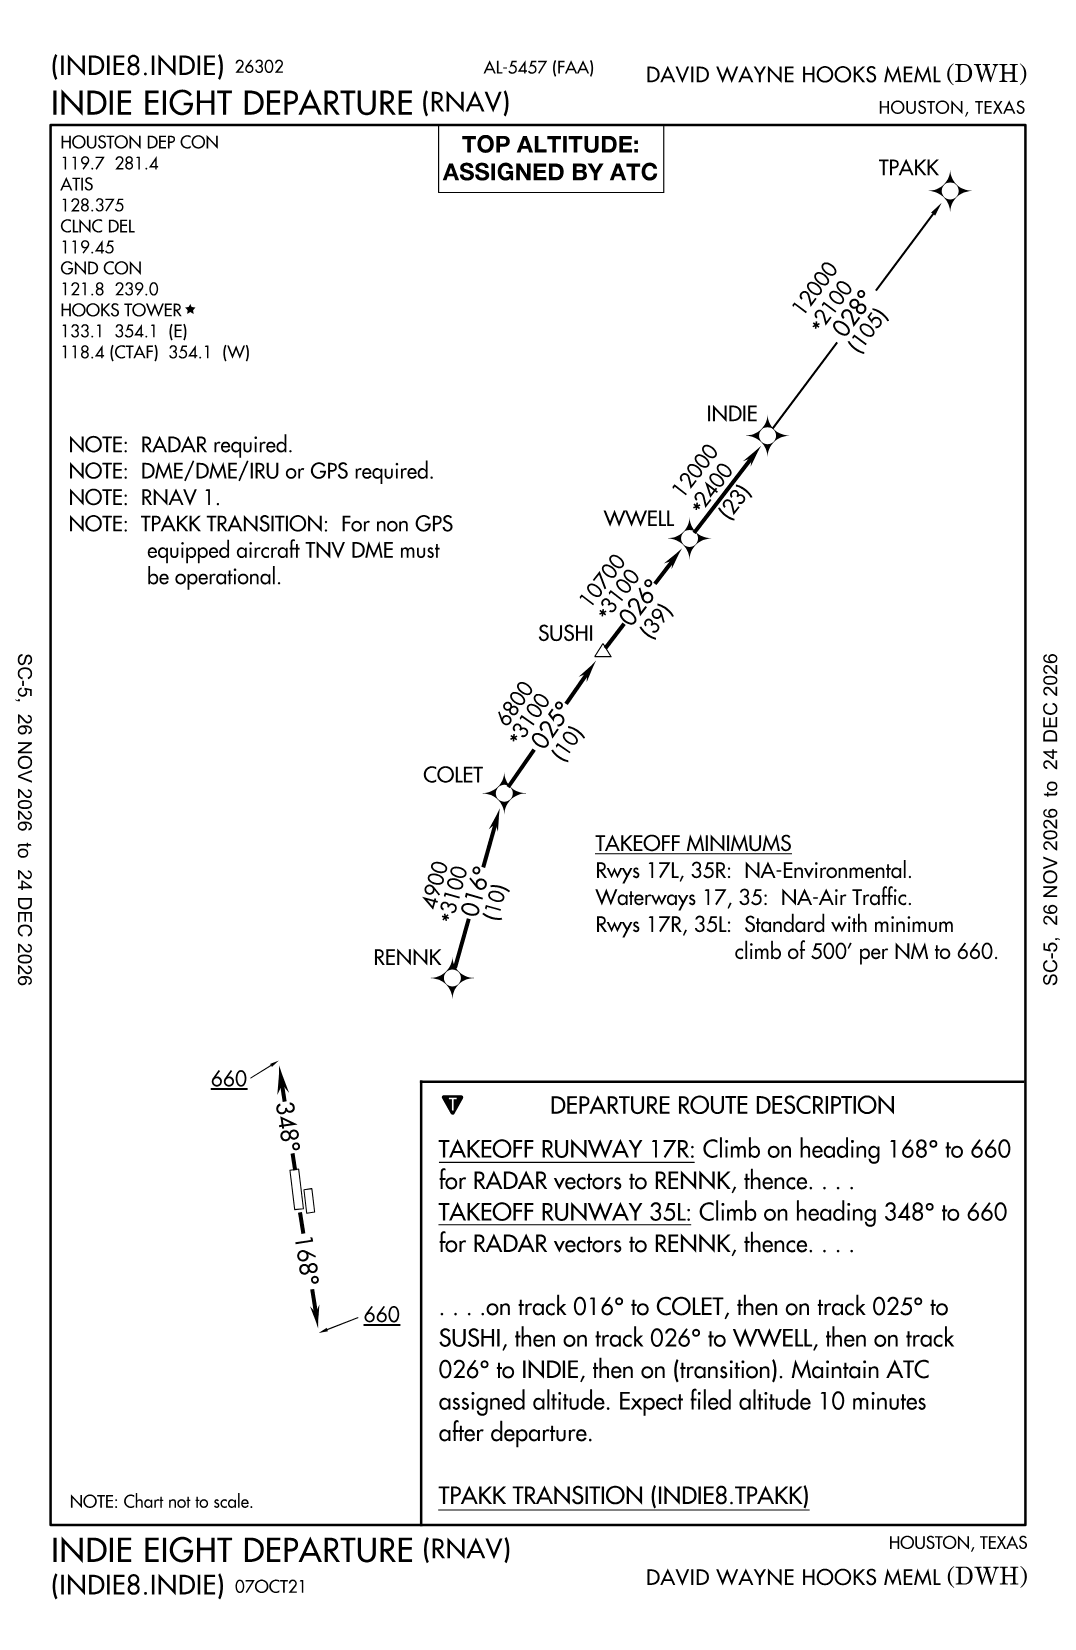 (INDIE8.INDIE) 26302
AL-5457 (FAA)
DAVID WAYNE HOOKS MEML (DWH)
INDIE EIGHT DEPARTURE (RNAV)
HOUSTON, TEXAS
HOUSTON DEP CON
119.7 281.4
ATIS
128.375
CLNC DEL
119.45
GND CON
121.8 239.0
HOOKS TOWER ★
133.1 354.1 (E)
118.4 (CTAF) 354.1 (W)
TOP ALTITUDE:
ASSIGNED BY ATC
TPAKK
12000
*2100
028°
(105)
INDIE
12000
*2400
(23)
WWELL
10700
*3100
026°
(39)
SUSHI
6800
*3100
025°
(10)
COLET
4900
*3100
016°
(10)
RENNK
NOTE: RADAR required.
NOTE: DME/DME/IRU or GPS required.
NOTE: RNAV 1.
NOTE: TPAKK TRANSITION: For non GPS
equipped aircraft TNV DME must
be operational.
SC-5, 26 NOV 2026 to 24 DEC 2026
SC-5, 26 NOV 2026 to 24 DEC 2026
TAKEOFF MINIMUMS
Rwys 17L, 35R: NA-Environmental.
Waterways 17, 35: NA-Air Traffic.
Rwys 17R, 35L: Standard with minimum
climb of 500' per NM to 660.
660
348°
168°
660
T
DEPARTURE ROUTE DESCRIPTION
TAKEOFF RUNWAY 17R: Climb on heading 168° to 660
for RADAR vectors to RENNK, thence. . . .
TAKEOFF RUNWAY 35L: Climb on heading 348° to 660
for RADAR vectors to RENNK, thence. . . .
. . . .on track 016° to COLET, then on track 025° to
SUSHI, then on track 026° to WWELL, then on track
026° to INDIE, then on (transition). Maintain ATC
assigned altitude. Expect filed altitude 10 minutes
after departure.
TPAKK TRANSITION (INDIE8.TPAKK)
NOTE: Chart not to scale.
INDIE EIGHT DEPARTURE (RNAV)
(INDIE8.INDIE) 07OCT21
HOUSTON, TEXAS
DAVID WAYNE HOOKS MEML (DWH)